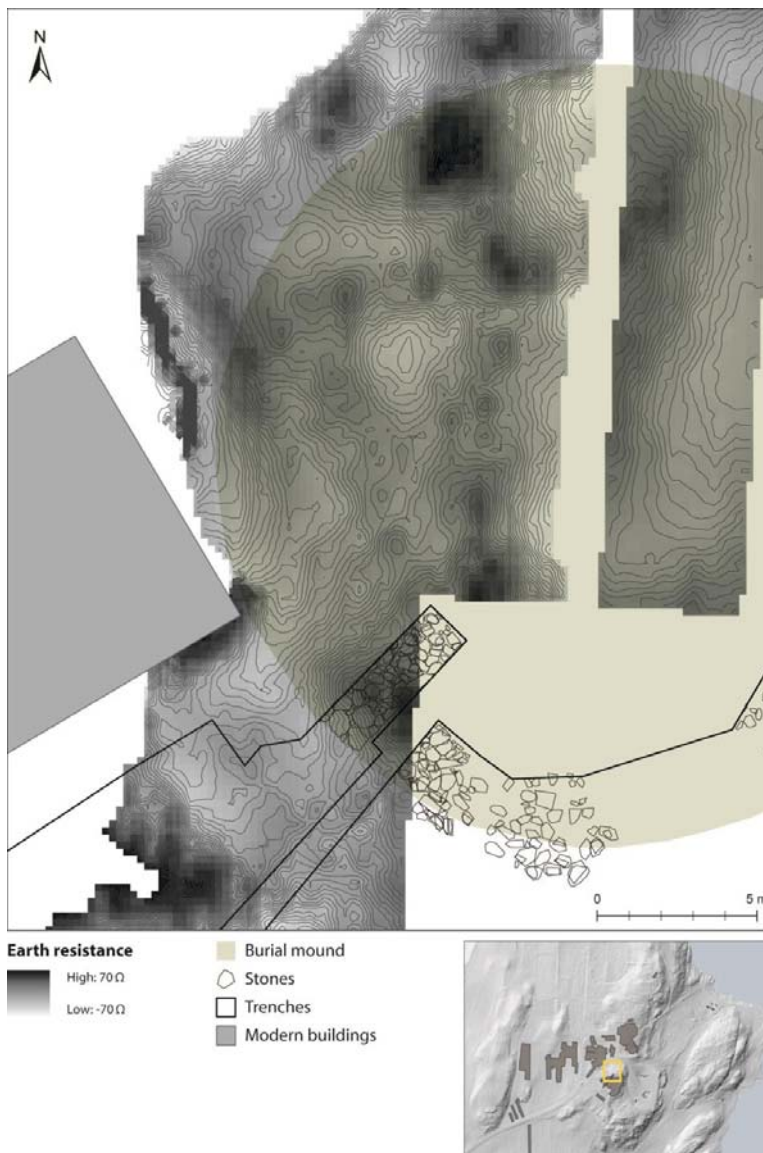 N
0
5 m
Earth resistance
High: 70 Ω
Low: -70 Ω
Burial mound
Stones
Trenches
Modern buildings